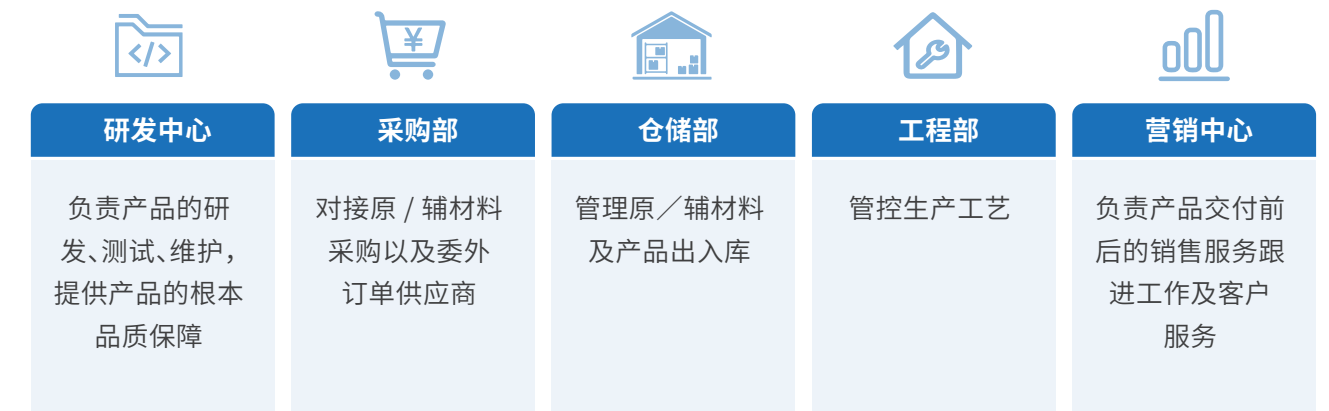 </>
¥
研发中心
负责产品的研
发、测试、维护，
提供产品的根本
品质保障
采购部
对接原 / 辅材料
采购以及委外
订单供应商
仓储部
管理原／辅材料
及产品出入库
工程部
管控生产工艺
营销中心
负责产品交付前
后的销售服务跟
进工作及客户
服务